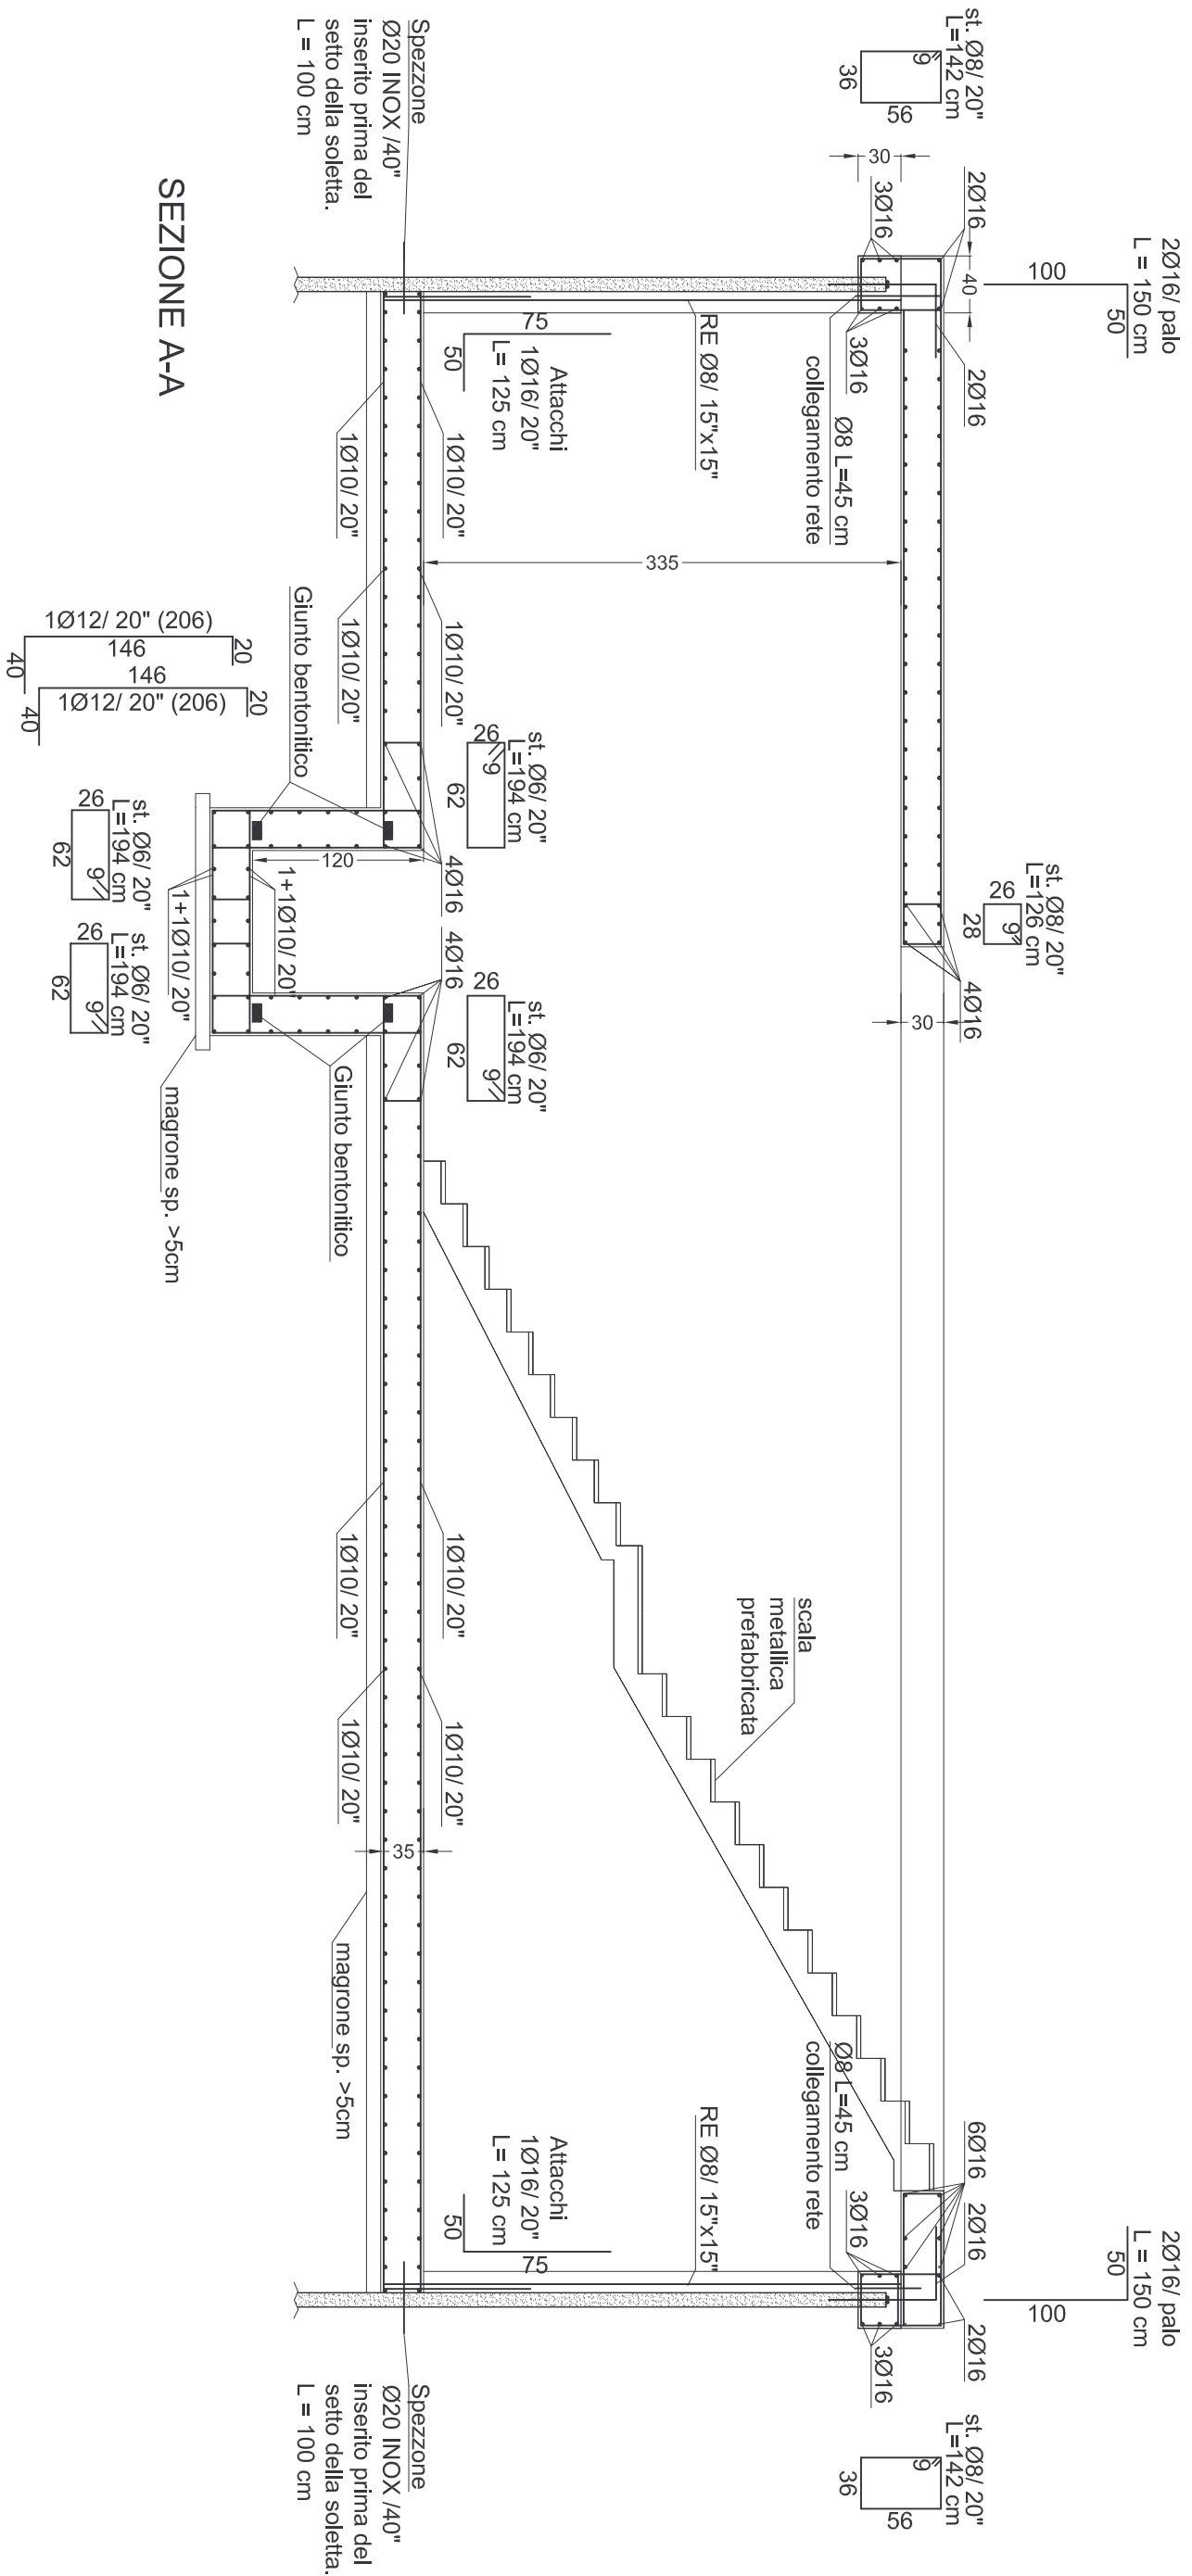 2Ø16/ palo
L = 150 cm
50
100
2Ø16/ palo
L = 150 cm
50
100
st. Ø8/ 20"
L=142 cm
9
56
36
2Ø16
40
2Ø16
30
3Ø16
3Ø16
Ø8 L=45 cm
collegamento rete
st. Ø8/ 20"
L=126 cm
26
9
28
4Ø16
30
6Ø16
2Ø16
2Ø16
3Ø16
3Ø16
Ø8 L=45 cm
collegamento rete
st. Ø8/ 20"
L=142 cm
9
56
36
RE Ø8/ 15"x15"
335
scala
metallica
prefabbricata
RE Ø8/ 15"x15"
Attacchi
1Ø16/ 20"
L= 125 cm
75
50
st. Ø6/ 20"
L=194 cm
26
9
62
st. Ø6/ 20"
L=194 cm
26
9
62
Attacchi
1Ø16/ 20"
L= 125 cm
75
50
1Ø10/ 20"
1Ø10/ 20"
4Ø16
4Ø16
1Ø10/ 20"
1Ø10/ 20"
Spezzone
Ø20 INOX /40"
inserito prima del
setto della soletta.
L = 100 cm
35
Spezzone
Ø20 INOX /40"
inserito prima del
setto della soletta.
L = 100 cm
1Ø10/ 20"
1Ø10/ 20"
120
1Ø10/ 20"
1Ø10/ 20"
Giunto bentonitico
Giunto bentonitico
magrone sp. >5cm
1+1Ø10/ 20"
1+1Ø10/ 20"
magrone sp. >5cm
20
1Ø12/ 20" (206)
146
40
20
146
1Ø12/ 20" (206)
40
st. Ø6/ 20"
L=194 cm
26
9
62
st. Ø6/ 20"
L=194 cm
26
9
62
SEZIONE A-A